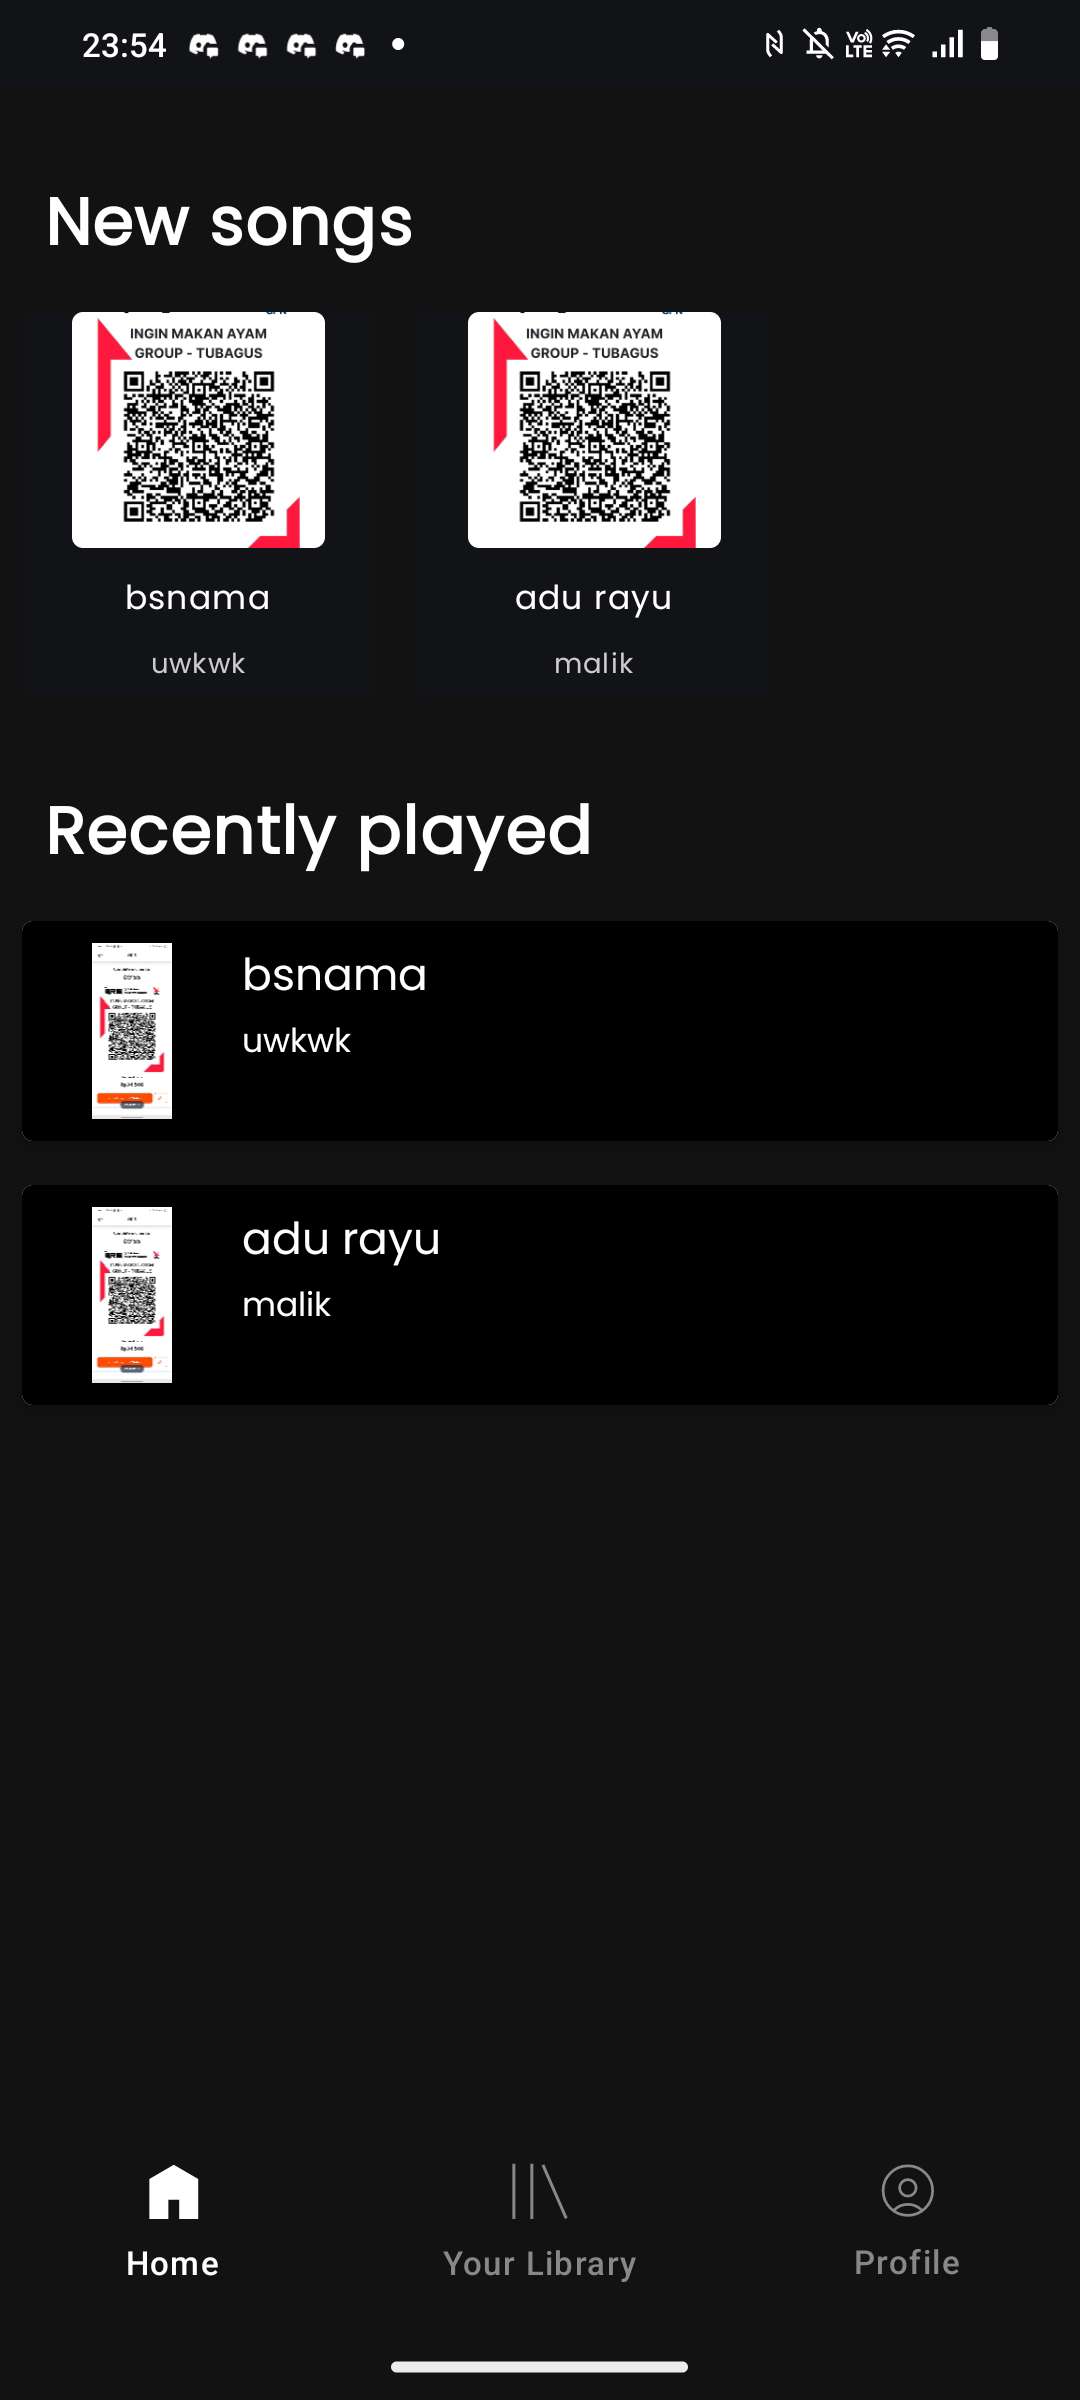 23:54
VoLTE
New songs
INGIN MAKAN AYAM
GROUP - TUBAGUS
INGIN MAKAN AYAM
GROUP - TUBAGUS
bsnama
adu rayu
uwkwk
malik
Recently played
bsnama
uwkwk
adu rayu
malik
Home
Your Library
Profile